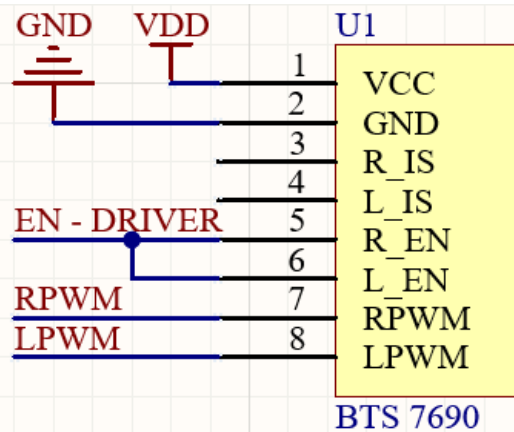 GND VDD U1
1 VCC
2 GND
3 R_IS
4 L_IS
EN - DRIVER 5 R_EN
6 L_EN
RPWM 7 RPWM
LPWM 8 LPWM
BTS 7690